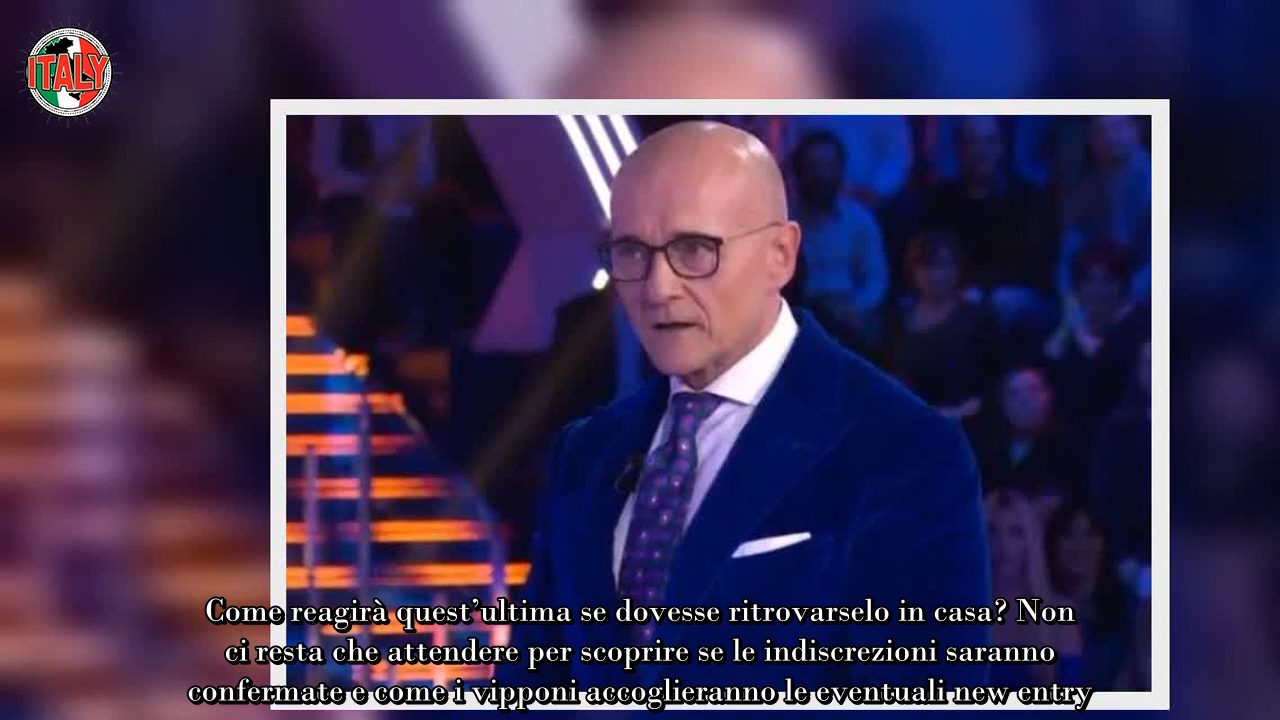 ITALY
Come reagirà quest'ultima se dovesse ritrovarselo in casa? Non
ci resta che attendere per scoprire se le indiscrezioni saranno
confermate e come i vipponi accoglieranno le eventuali new entry